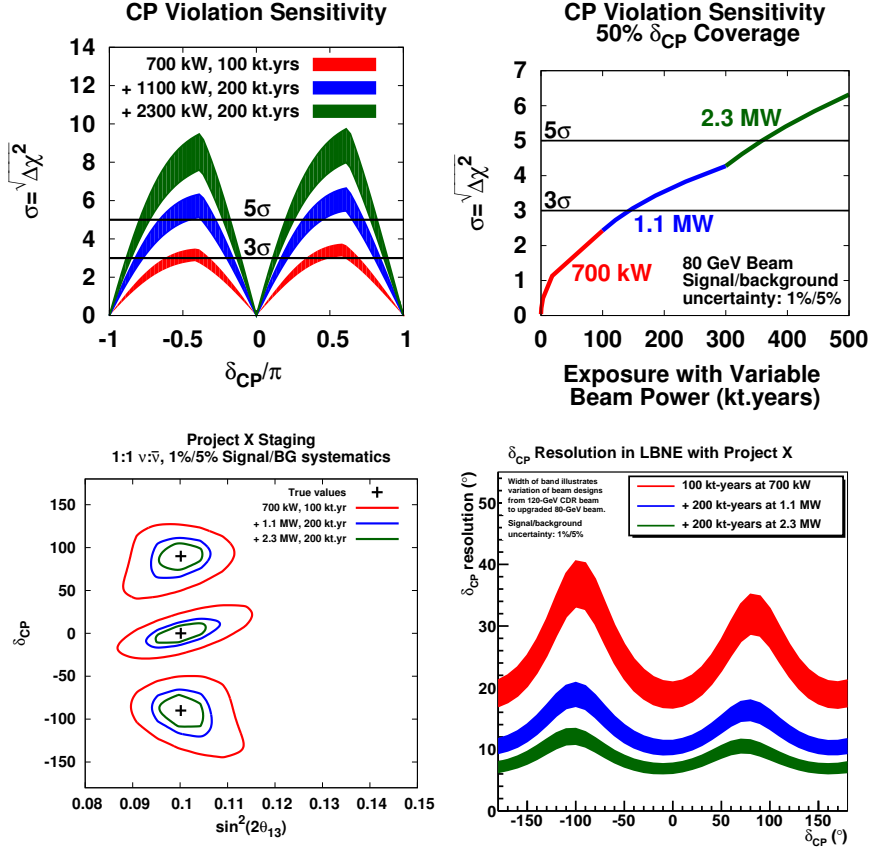 CP Violation Sensitivity
σ=√Δχ²
14
12
10
8
6
4
2
0
700 kW, 100 kt.yrs
+ 1100 kW, 200 kt.yrs
+ 2300 kW, 200 kt.yrs
5σ
3σ
-1
-0.5
0
0.5
1
δCP/π
CP Violation Sensitivity
50% δCP Coverage
σ=√Δχ²
7
6
5
4
3
2
1
0
2.3 MW
5σ
3σ
1.1 MW
700 kW
80 GeV Beam
Signal/background
uncertainty: 1%/5%
0
100
200
300
400
500
Exposure with Variable
Beam Power (kt.years)
Project X Staging
1:1 ν:ν̄, 1%/5% Signal/BG systematics
δCP
150
100
50
0
-50
-100
-150
True values
700 kW, 100 kt.yr
+ 1.1 MW, 200 kt.yr
+ 2.3 MW, 200 kt.yr
0.08
0.09
0.1
0.11
0.12
0.13
0.14
0.15
sin²(2θ13)
δCP Resolution in LBNE with Project X
δCP resolution (°)
50
40
30
20
10
0
Width of band illustrates
variation of beam designs
from 120-GeV CDR beam
to upgraded 80-GeV beam.
Signal/background
uncertainty: 1%/5%
100 kt-years at 700 kW
+ 200 kt-years at 1.1 MW
+ 200 kt-years at 2.3 MW
-150
-100
-50
0
50
100
150
δCP (°)